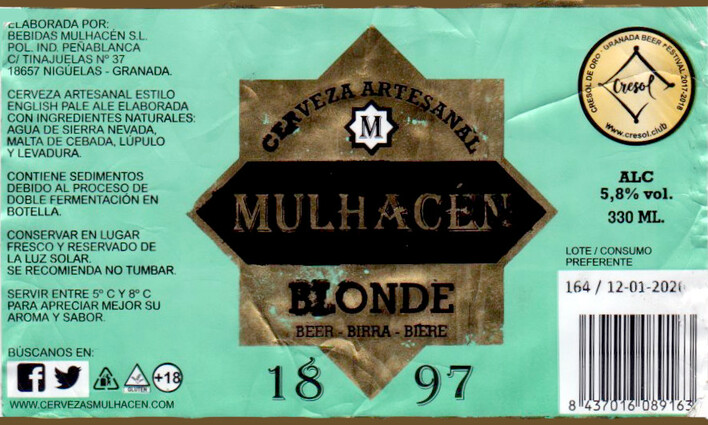 ELABORADA POR:
BEBIDAS MULHACÉN S.L.
POL. IND. PEÑABLANCA
C/ TINAJUELAS Nº 37
18657 NIGÜELAS - GRANADA.
CERVEZA ARTESANAL ESTILO
ENGLISH PALE ALE ELABORADA
CON INGREDIENTES NATURALES:
AGUA DE SIERRA NEVADA,
MALTA DE CEBADA, LÚPULO
Y LEVADURA.
CONTIENE SEDIMENTOS
DEBIDO AL PROCESO DE
DOBLE FERMENTACIÓN EN
BOTELLA.
CONSERVAR EN LUGAR
FRESCO Y RESERVADO DE
LA LUZ SOLAR.
SE RECOMIENDA NO TUMBAR.
SERVIR ENTRE 5º C Y 8º C
PARA APRECIAR MEJOR SU
AROMA Y SABOR.
BÚSCANOS EN:
GLUTEN
+18
WWW.CERVEZASMULHACEN.COM
CERVEZA ARTESANAL
M
MULHACÉN
BLONDE
BEER - BIRRA - BIÈRE
18 97
CRESOL DE ORO - GRANADA BEER FESTIVAL 2017-2018
Cresol
www.cresol.club
ALC
5,8% vol.
330 ML.
LOTE / CONSUMO
PREFERENTE
164 / 12-01-2020
8 437016 089163